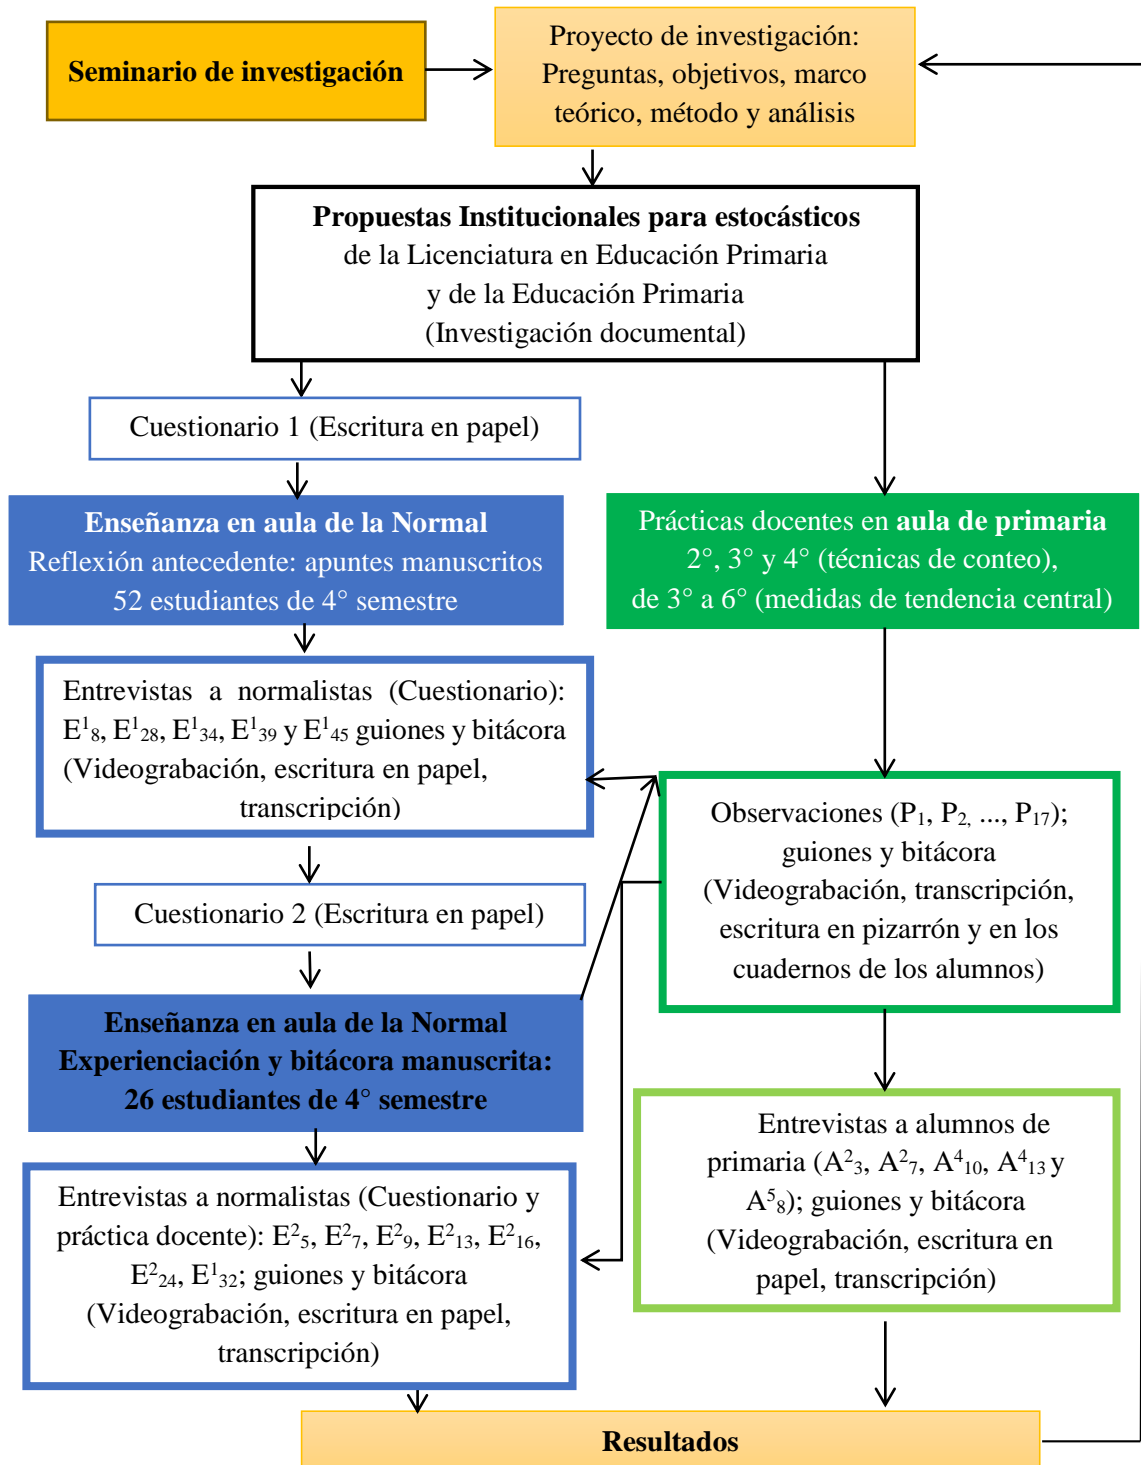 Seminario de investigación
Proyecto de investigación:
Preguntas, objetivos, marco
teórico, método y análisis
Propuestas Institucionales para estocásticos
de la Licenciatura en Educación Primaria
y de la Educación Primaria
(Investigación documental)
Cuestionario 1 (Escritura en papel)
Enseñanza en aula de la Normal
Reflexión antecedente: apuntes manuscritos
52 estudiantes de 4° semestre
Prácticas docentes en aula de primaria
2°, 3° y 4° (técnicas de conteo),
de 3° a 6° (medidas de tendencia central)
Entrevistas a normalistas (Cuestionario):
E¹₈, E¹₂₈, E¹₃₄, E¹₃₉ y E¹₄₅ guiones y bitácora
(Videograbación, escritura en papel,
transcripción)
Observaciones (P₁, P₂, ..., P₁₇);
guiones y bitácora
(Videograbación, transcripción,
escritura en pizarrón y en los
cuadernos de los alumnos)
Cuestionario 2 (Escritura en papel)
Enseñanza en aula de la Normal
Experienciación y bitácora manuscrita:
26 estudiantes de 4° semestre
Entrevistas a alumnos de
primaria (A²₃, A²₇, A⁴₁₀, A⁴₁₃ y
A⁵₈); guiones y bitácora
(Videograbación, escritura en
papel, transcripción)
Entrevistas a normalistas (Cuestionario y
práctica docente): E²₅, E²₇, E²₉, E²₁₃, E²₁₆,
E²₂₄, E¹₃₂; guiones y bitácora
(Videograbación, escritura en papel,
transcripción)
Resultados